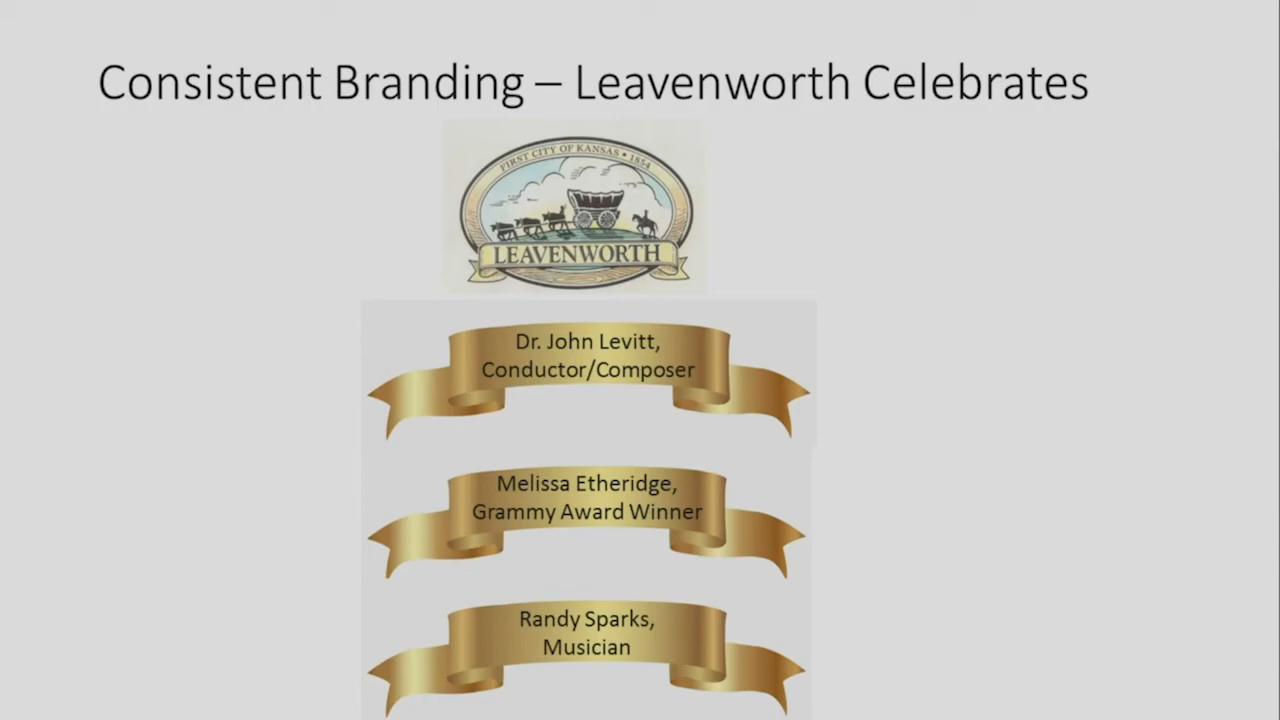 Consistent Branding – Leavenworth Celebrates
FIRST CITY OF KANSAS • 1854
LEAVENWORTH
Dr. John Levitt,
Conductor/Composer
Melissa Etheridge,
Grammy Award Winner
Randy Sparks,
Musician